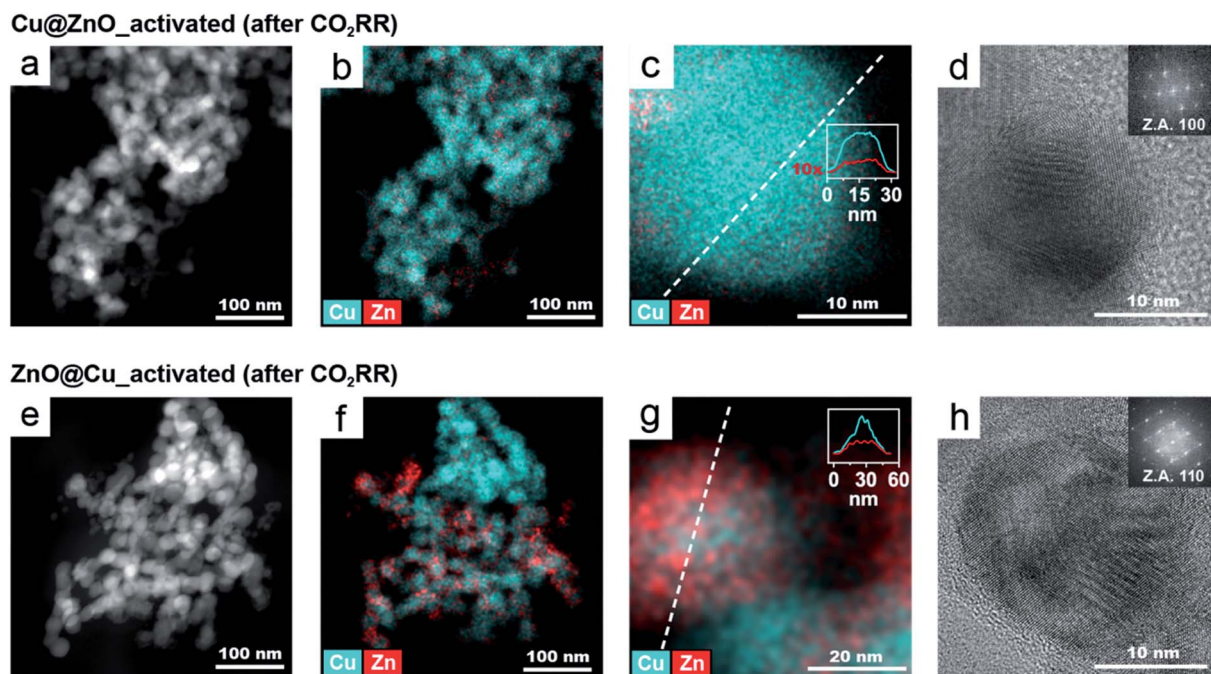 Cu@ZnO_activated (after CO₂RR)
a
100 nm
b
Cu Zn
100 nm
c
10x
0 15 30
nm
Cu Zn
10 nm
d
Z.A. 100
10 nm
ZnO@Cu_activated (after CO₂RR)
e
100 nm
f
Cu Zn
100 nm
g
0 30 60
nm
Cu Zn
20 nm
h
Z.A. 110
10 nm